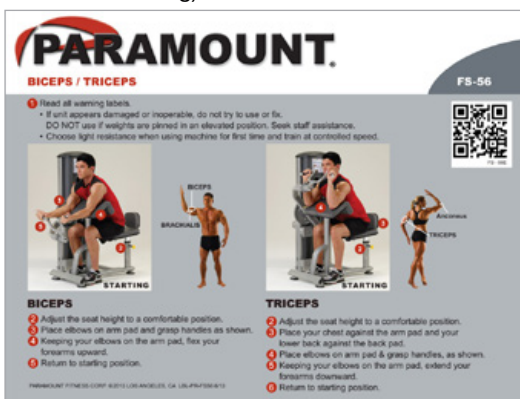 PARAMOUNT®
BICEPS / TRICEPS
FS-56
1 Read all warning labels.
• If unit appears damaged or inoperable, do not try to use or fix.
DO NOT use if weights are pinned in an elevated position. Seek staff assistance.
• Choose light resistance when using machine for first time and train at controlled speed.
BICEPS
BRACHIALIS
STARTING
Anconeus
TRICEPS
STARTING
BICEPS
2 Adjust the seat height to a comfortable position.
3 Place elbows on arm pad and grasp handles as shown.
4 Keeping your elbows on the arm pad, flex your
forearms upward.
5 Return to starting position.
TRICEPS
2 Adjust the seat height to a comfortable position.
3 Place your chest against the arm pad and your
lower back against the back pad.
4 Place elbows on arm pad & grasp handles, as shown.
5 Keeping your elbows on the arm pad, extend your
forearms downward.
6 Return to starting position.